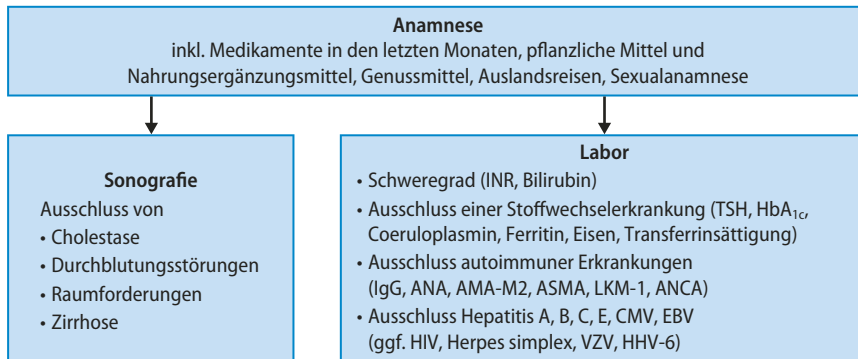 Anamnese
inkl. Medikamente in den letzten Monaten, pflanzliche Mittel und
Nahrungsergänzungsmittel, Genussmittel, Auslandsreisen, Sexualanamnese
Sonografie
Ausschluss von
• Cholestase
• Durchblutungsstörungen
• Raumforderungen
• Zirrhose
Labor
• Schweregrad (INR, Bilirubin)
• Ausschluss einer Stoffwechselerkrankung (TSH, HbA1c,
Coeruloplasmin, Ferritin, Eisen, Transferrinsättigung)
• Ausschluss autoimmuner Erkrankungen
(IgG, ANA, AMA-M2, ASMA, LKM-1, ANCA)
• Ausschluss Hepatitis A, B, C, E, CMV, EBV
(ggf. HIV, Herpes simplex, VZV, HHV-6)